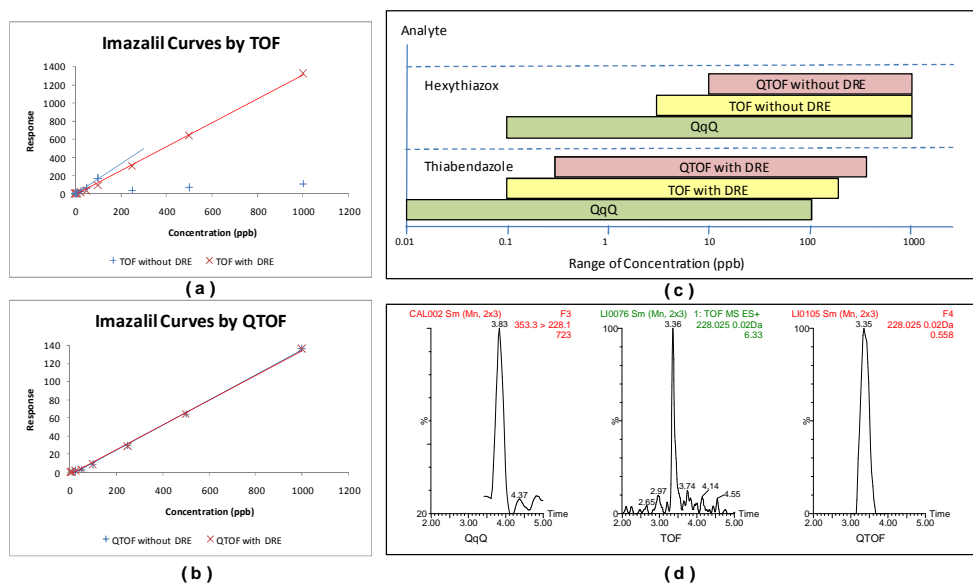 Imazalil Curves by TOF
Response
1400
1200
1000
800
600
400
200
0
0 200 400 600 800 1000 1200
Concentration (ppb)
TOF without DRE TOF with DRE
( a )
Imazalil Curves by QTOF
Response
140
120
100
80
60
40
20
0
0 200 400 600 800 1000 1200
Concentration (ppb)
QTOF without DRE QTOF with DRE
( b )
Analyte
Hexythiazox
QTOF without DRE
TOF without DRE
QqQ
Thiabendazole
QTOF with DRE
TOF with DRE
QqQ
0.01 0.1 1 10 100 1000
Range of Concentration (ppb)
( c )
CAL002 Sm (Mn, 2x3) F3
353.3 > 228.1
723
3.83
%
4.37
20
2.00 3.00 4.00 5.00
Time
QqQ
LI0076 Sm (Mn, 2x3) 1: TOF MS ES+
228.025 0.02Da
6.33
3.36
100
%
2.65 2.97 3.74 4.14 4.55
0
2.00 3.00 4.00 5.00
Time
TOF
LI0105 Sm (Mn, 2x3) F4
228.025 0.02Da
0.558
3.35
%
0
2.00 3.00 4.00 5.00
Time
QTOF
( d )